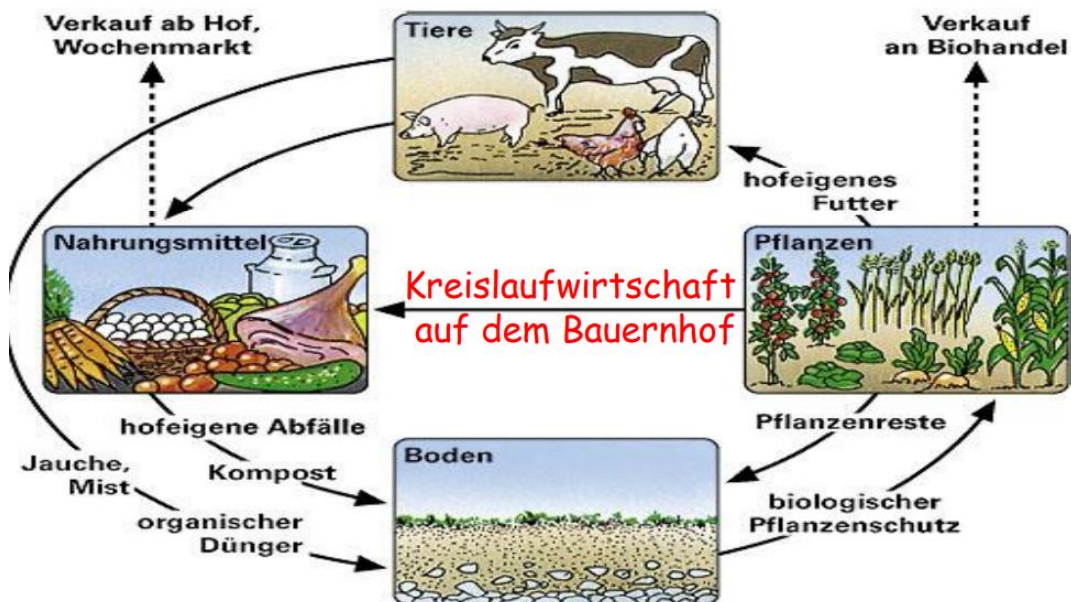 Verkauf ab Hof,
Wochenmarkt
Tiere
Verkauf
an Biohandel
hofeigenes
Futter
Nahrungsmittel
Pflanzen
Kreislaufwirtschaft
auf dem Bauernhof
hofeigene Abfälle
Kompost
Jauche,
Mist
organischer
Dünger
Boden
Pflanzenreste
biologischer
Pflanzenschutz